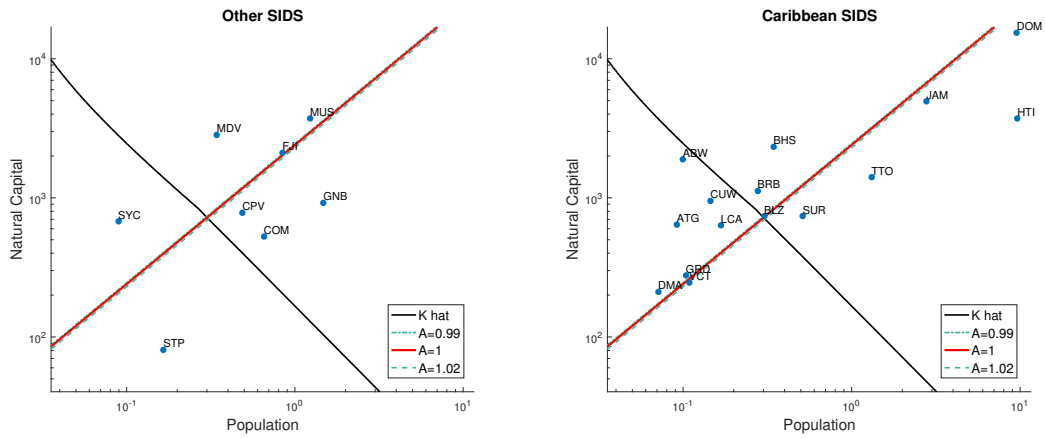 Other SIDS
Natural Capital
10^4
10^3
10^2
MUS
MDV
FJI
GNB
CPV
SYC
COM
STP
K hat
A=0.99
A=1
A=1.02
10^-1
10^0
10^1
Population
Caribbean SIDS
Natural Capital
10^4
10^3
10^2
DOM
JAM
HTI
BHS
ABW
TTO
BRB
CUW
BLZ
SUR
ATG
LCA
GRD
VCT
DMA
K hat
A=0.99
A=1
A=1.02
10^-1
10^0
10^1
Population